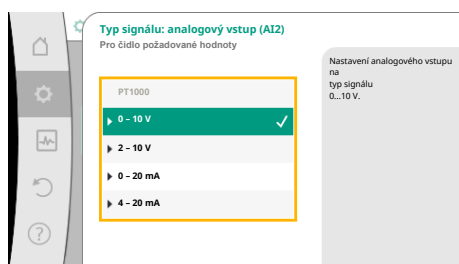 Typ signálu: analogový vstup (AI2)
Pro čidlo požadované hodnoty
Nastavení analogového vstupu
na
typ signálu
0...10 V.
PT1000
0 – 10 V
2 – 10 V
0 – 20 mA
4 – 20 mA
?